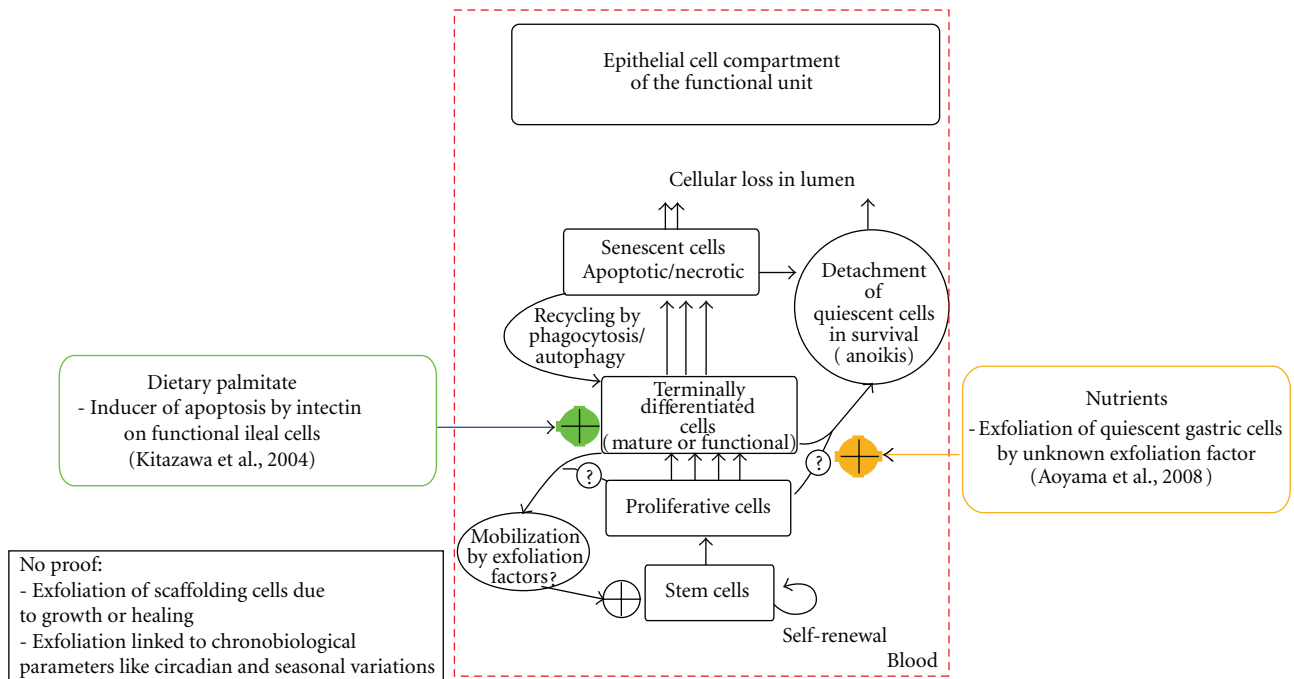 Epithelial cell compartment
of the functional unit
Cellular loss in lumen
Senescent cells
Apoptotic/necrotic
Detachment
of
quiescent cells
in survival
( anoikis)
Recycling by
phagocytosis/
autophagy
Terminally
differentiated
cells
(mature or functional)
Dietary palmitate
- Inducer of apoptosis by intectin
on functional ileal cells
(Kitazawa et al., 2004)
Nutrients
- Exfoliation of quiescent gastric cells
by unknown exfoliation factor
(Aoyama et al., 2008)
?
?
Proliferative cells
Mobilization
by exfoliation
factors?
Stem cells
Self-renewal
Blood
No proof:
- Exfoliation of scaffolding cells due
to growth or healing
- Exfoliation linked to chronobiological
parameters like circadian and seasonal variations